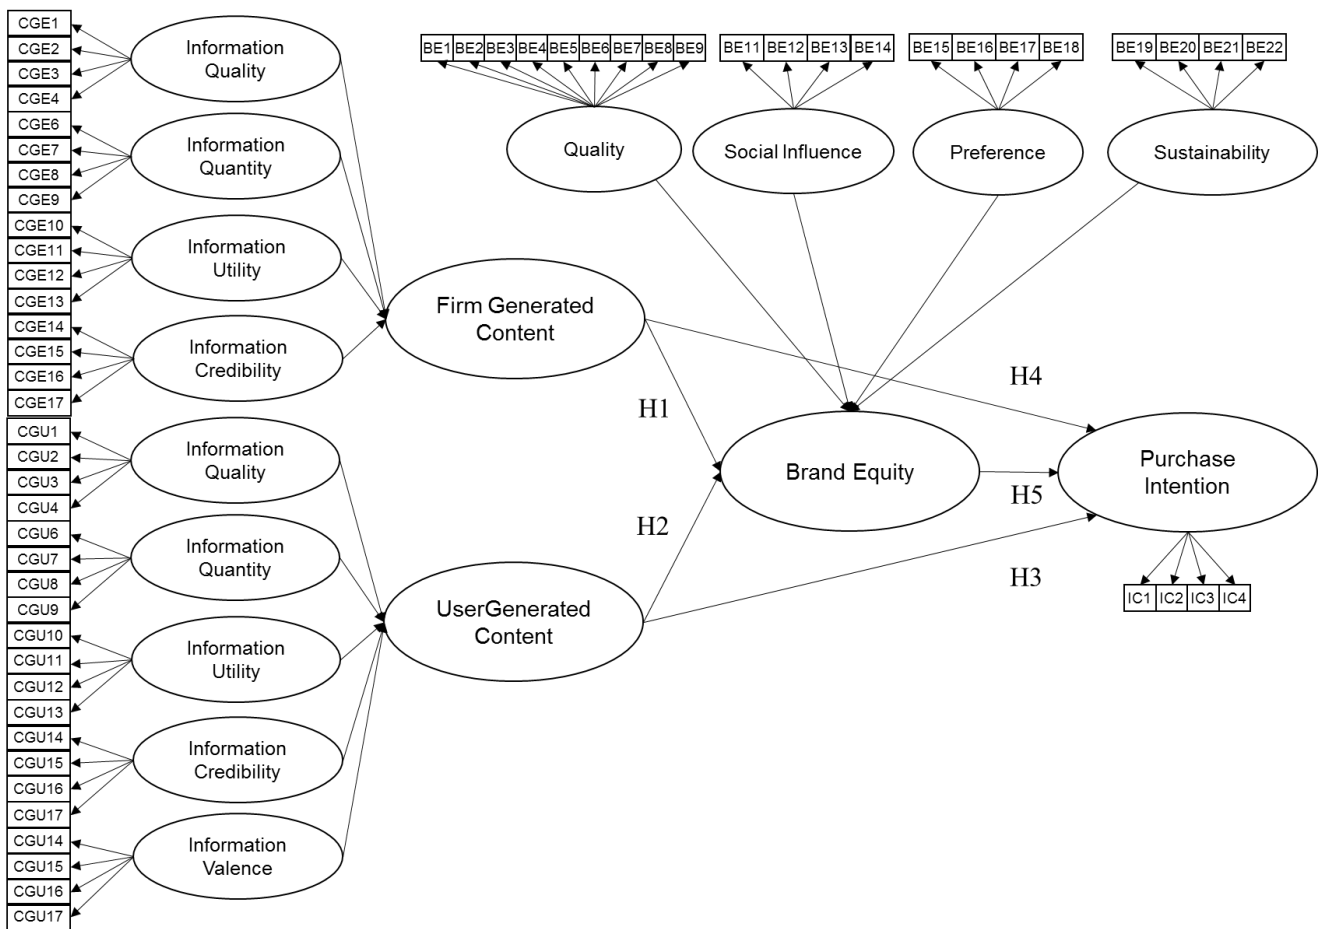 CGE1
CGE2
CGE3
CGE4
CGE6
CGE7
CGE8
CGE9
CGE10
CGE11
CGE12
CGE13
CGE14
CGE15
CGE16
CGE17
CGU1
CGU2
CGU3
CGU4
CGU6
CGU7
CGU8
CGU9
CGU10
CGU11
CGU12
CGU13
CGU14
CGU15
CGU16
CGU17
CGU14
CGU15
CGU16
CGU17
Information
Quality
Information
Quantity
Information
Utility
Information
Credibility
Information
Quality
Information
Quantity
Information
Utility
Information
Credibility
Information
Valence
Firm Generated
Content
UserGenerated
Content
BE1 BE2 BE3 BE4 BE5 BE6 BE7 BE8 BE9
BE11 BE12 BE13 BE14
BE15 BE16 BE17 BE18
BE19 BE20 BE21 BE22
Quality
Social Influence
Preference
Sustainability
H1
H2
H4
H5
H3
Brand Equity
Purchase
Intention
IC1 IC2 IC3 IC4